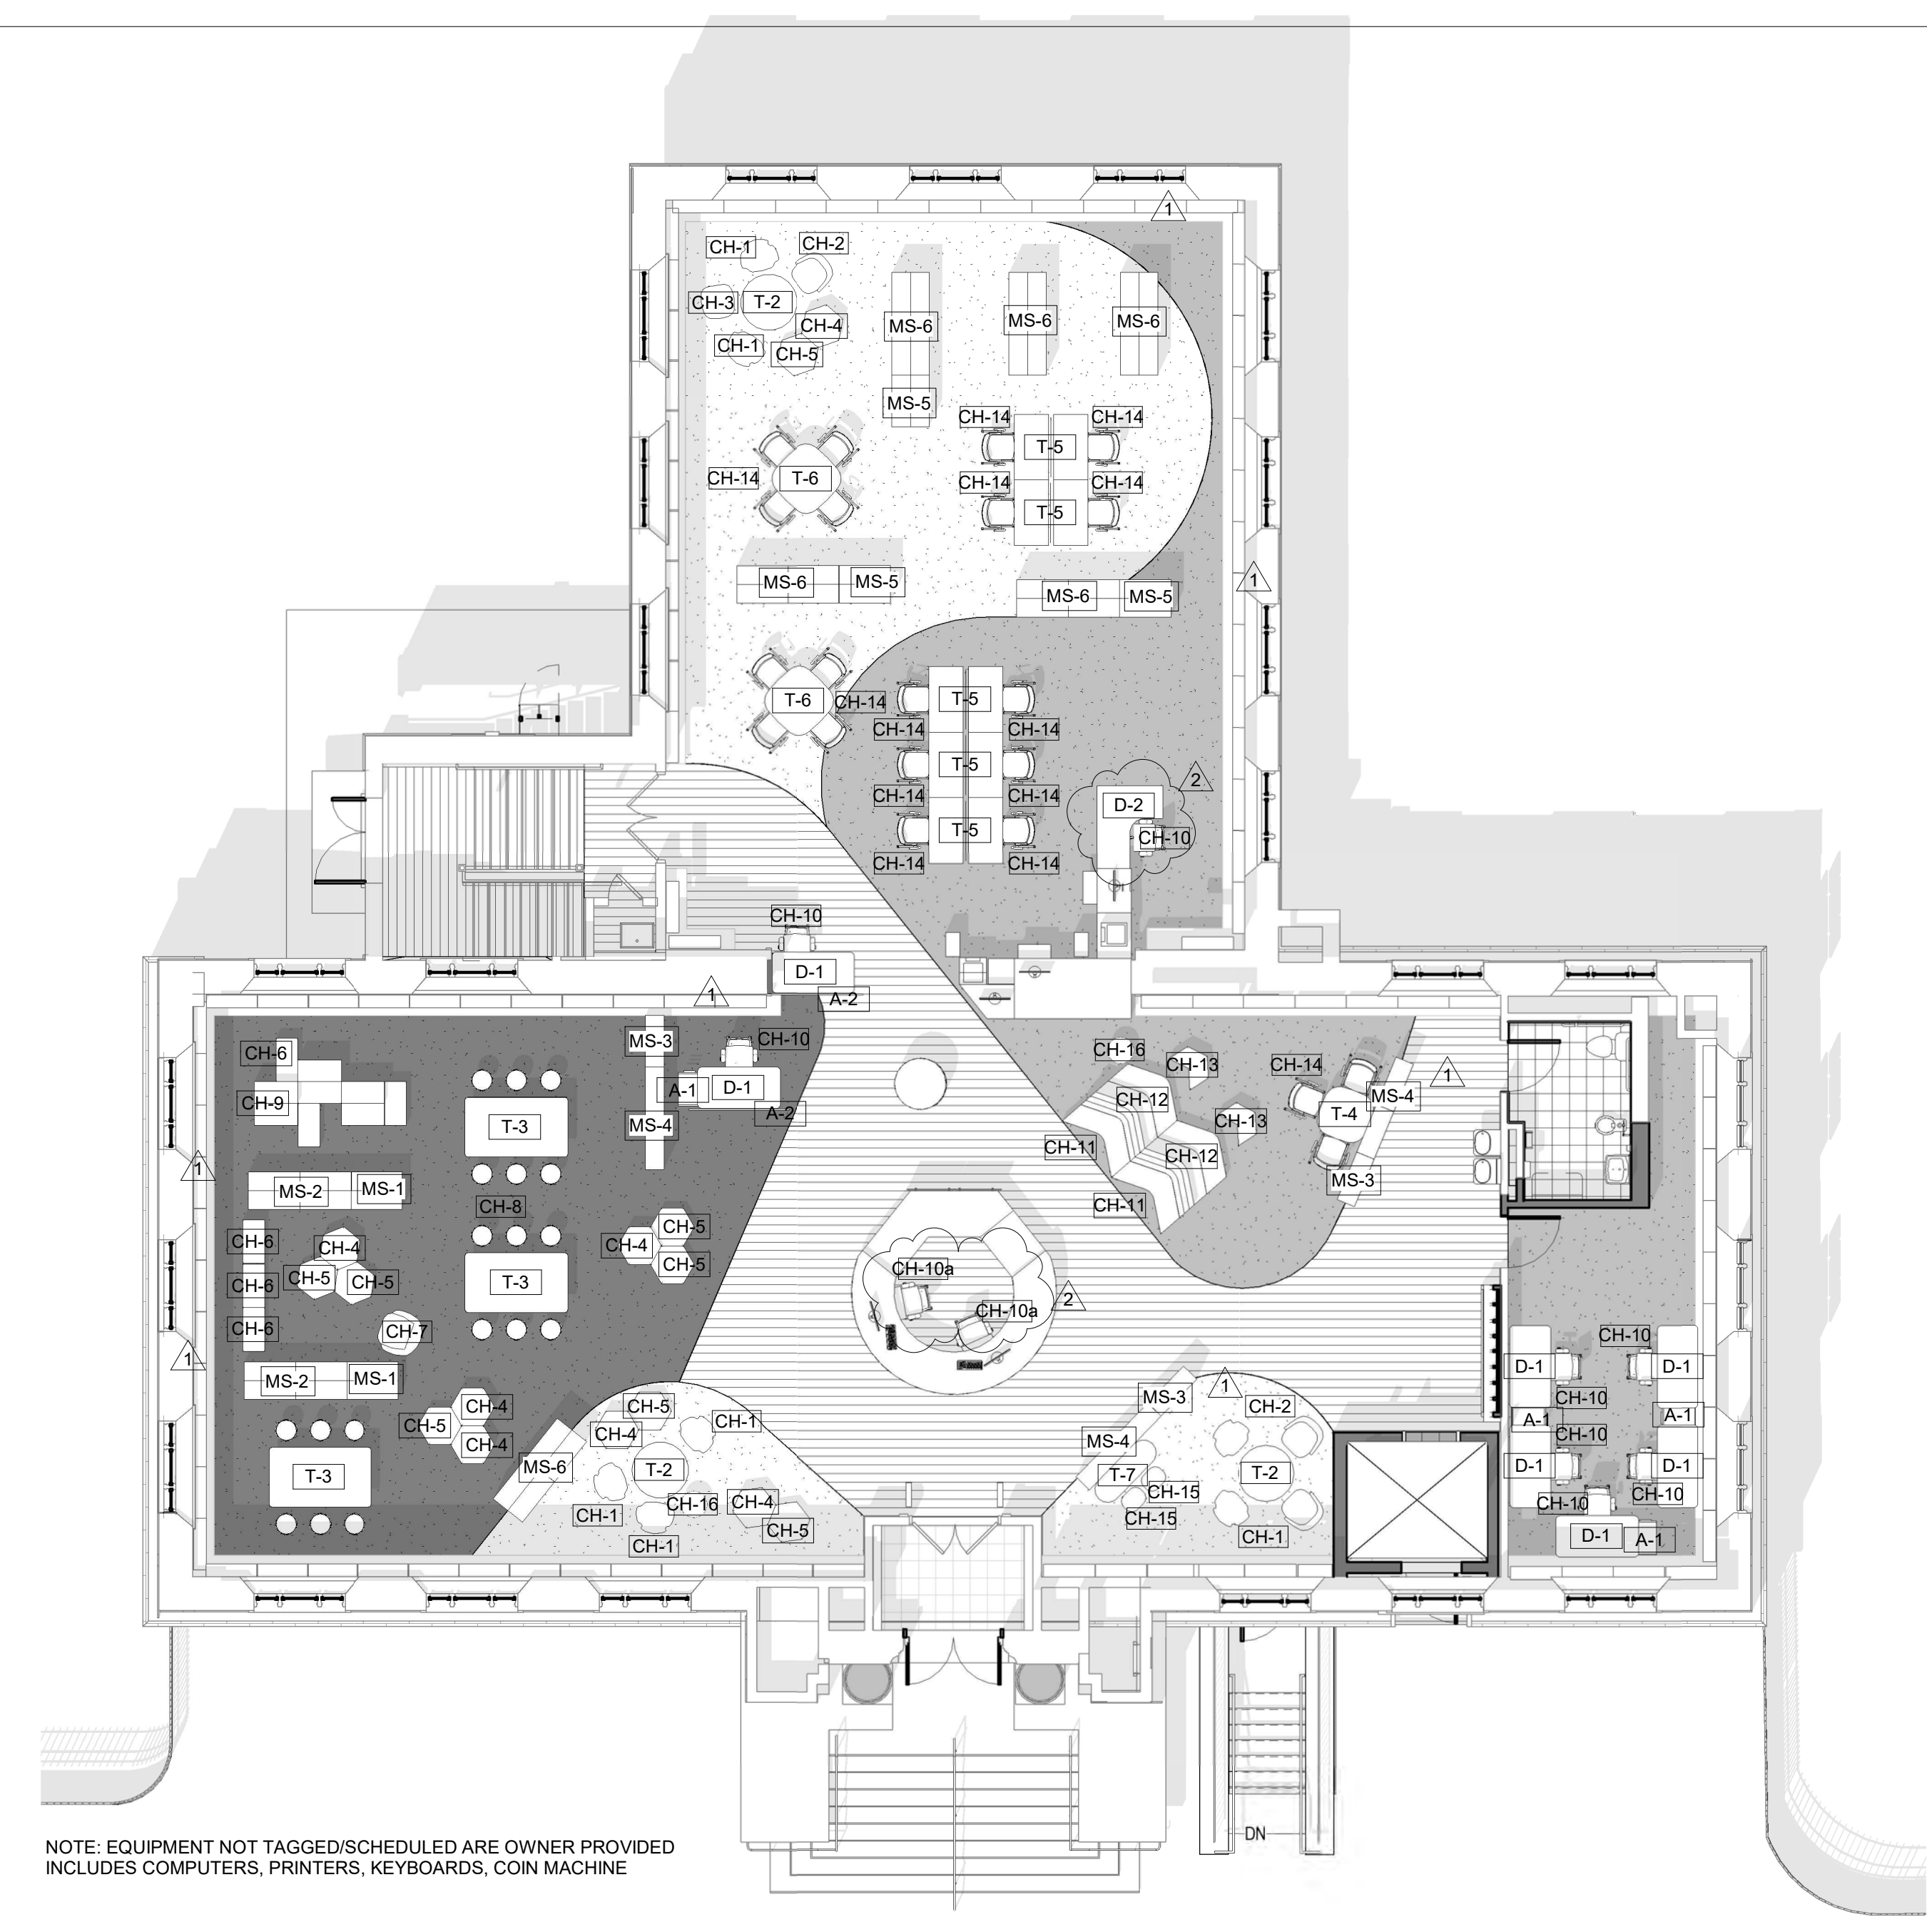 1
CH-1
CH-2
CH-3
T-2
CH-4
CH-1
CH-5
MS-6
MS-6
MS-6
MS-5
CH-14
CH-14
T-5
CH-14
T-6
CH-14
CH-14
T-5
MS-6
MS-5
MS-6
MS-5
1
T-6
CH-14
T-5
CH-14
CH-14
T-5
CH-14
CH-14
T-5
CH-14
CH-14
2
D-2
CH-10
CH-10
D-1
A-2
1
CH-6
CH-9
MS-3
CH-10
A-1
D-1
A-2
MS-4
T-3
1
MS-2
MS-1
CH-8
CH-6
CH-4
CH-5
CH-5
CH-6
CH-6
CH-7
T-3
CH-5
CH-4
CH-5
1
MS-2
MS-1
CH-4
CH-5
CH-4
T-3
CH-5
CH-4
CH-1
MS-6
T-2
CH-1
CH-16
CH-4
CH-5
CH-1
CH-10a
CH-10a
2
CH-16
CH-13
CH-12
CH-13
CH-11
CH-12
CH-11
CH-14
T-4
MS-4
MS-3
1
1
MS-3
CH-2
MS-4
T-7
T-2
CH-15
CH-15
CH-1
CH-10
D-1
D-1
CH-10
A-1
A-1
CH-10
D-1
D-1
CH-10
CH-10
D-1
A-1
DN
NOTE: EQUIPMENT NOT TAGGED/SCHEDULED ARE OWNER PROVIDED
INCLUDES COMPUTERS, PRINTERS, KEYBOARDS, COIN MACHINE